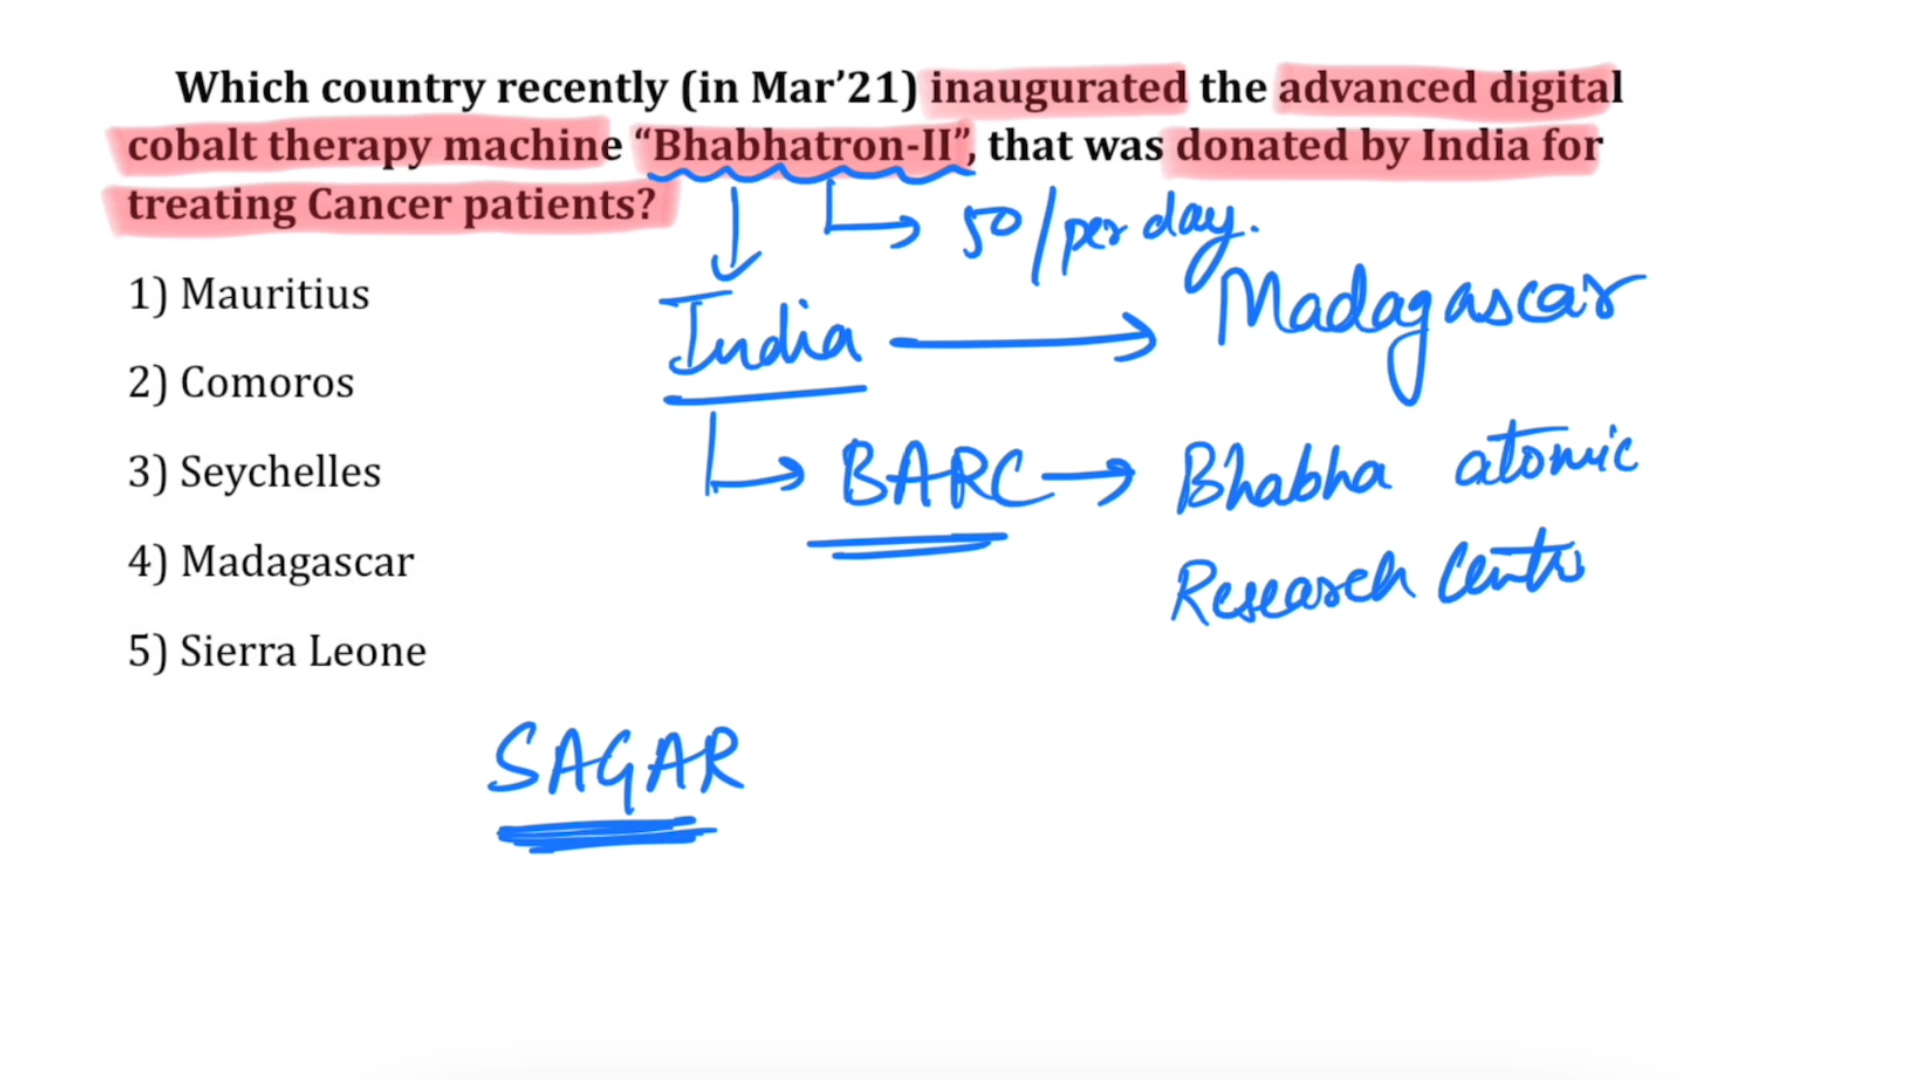 Which country recently (in Mar’21) inaugurated the advanced digital
cobalt therapy machine “Bhabhatron-II”, that was donated by India for
treating Cancer patients?
50/per day.
1) Mauritius
India → Madagascar
2) Comoros
3) Seychelles
BARC → Bhabha atomic
Research Centre
4) Madagascar
5) Sierra Leone
SAGAR